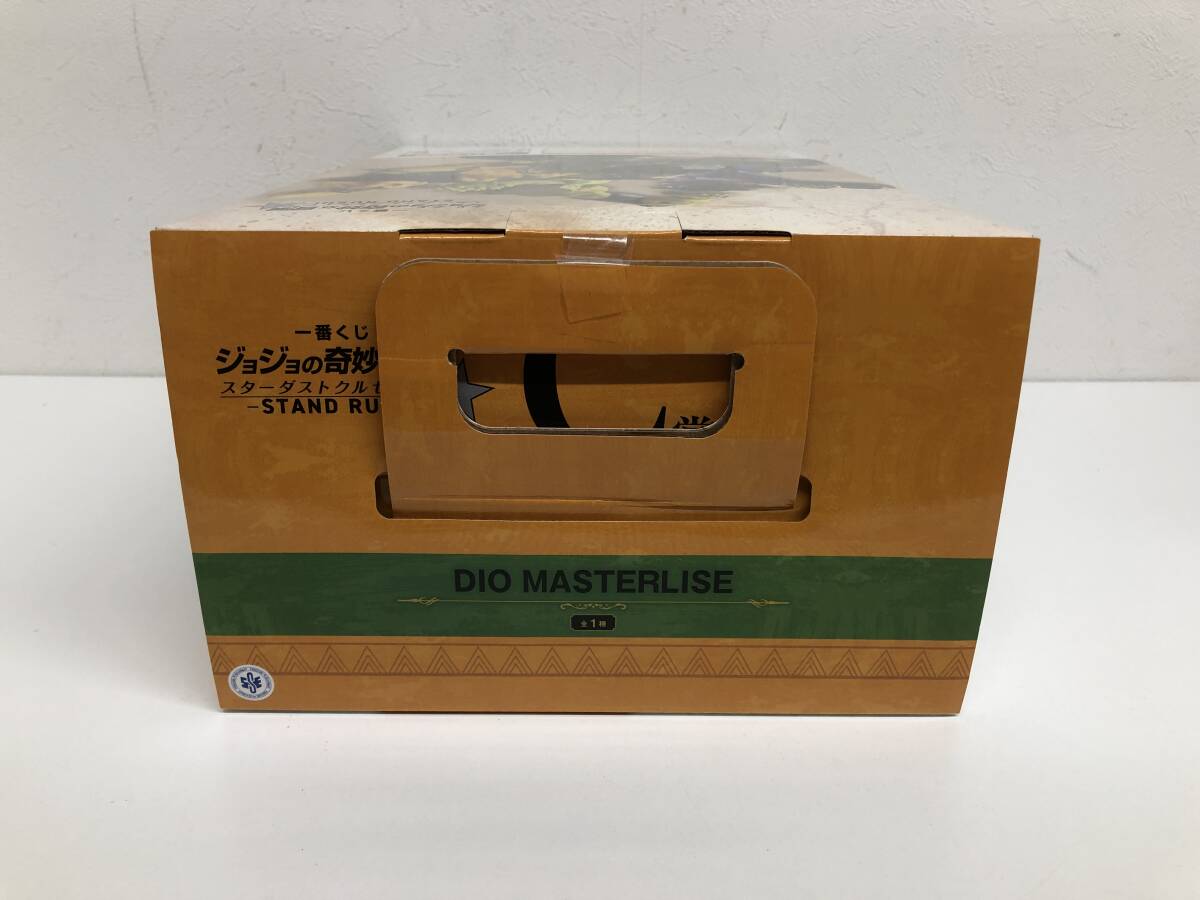 一番くじ
ジョジョの奇妙
スターダストクルセ
-STAND RU
賞
DIO MASTERLISE
全1種